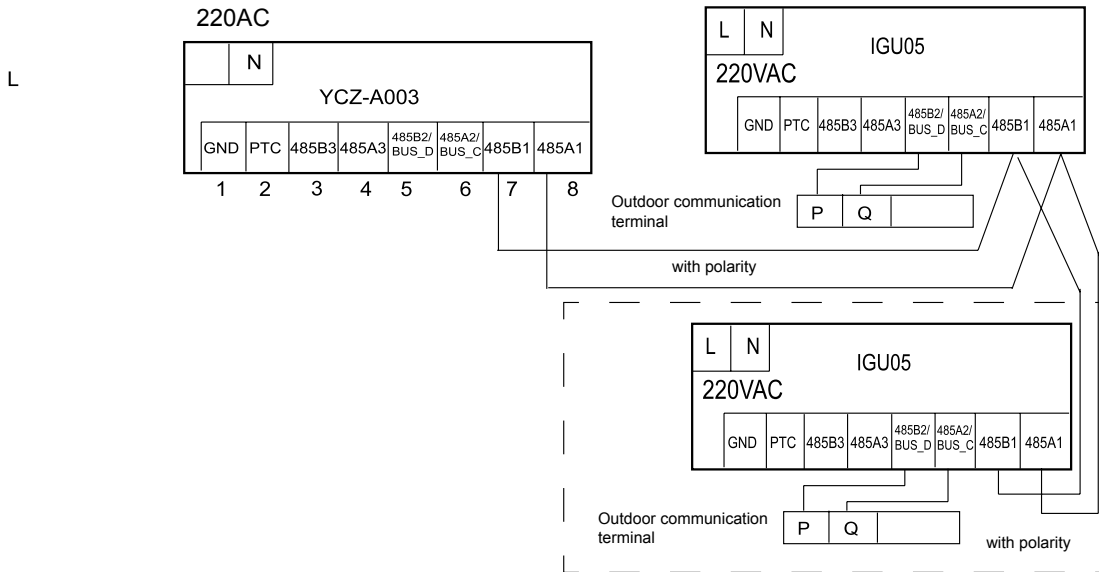 220AC
L
N
YCZ-A003
GND PTC 485B3 485A3 485B2/ BUS_D 485A2/ BUS_C 485B1 485A1
1 2 3 4 5 6 7 8
L N
IGU05
220VAC
GND PTC 485B3 485A3 485B2/ BUS_D 485A2/ BUS_C 485B1 485A1
Outdoor communication
terminal
P Q
with polarity
L N
IGU05
220VAC
GND PTC 485B3 485A3 485B2/ BUS_D 485A2/ BUS_C 485B1 485A1
Outdoor communication
terminal
P Q
with polarity